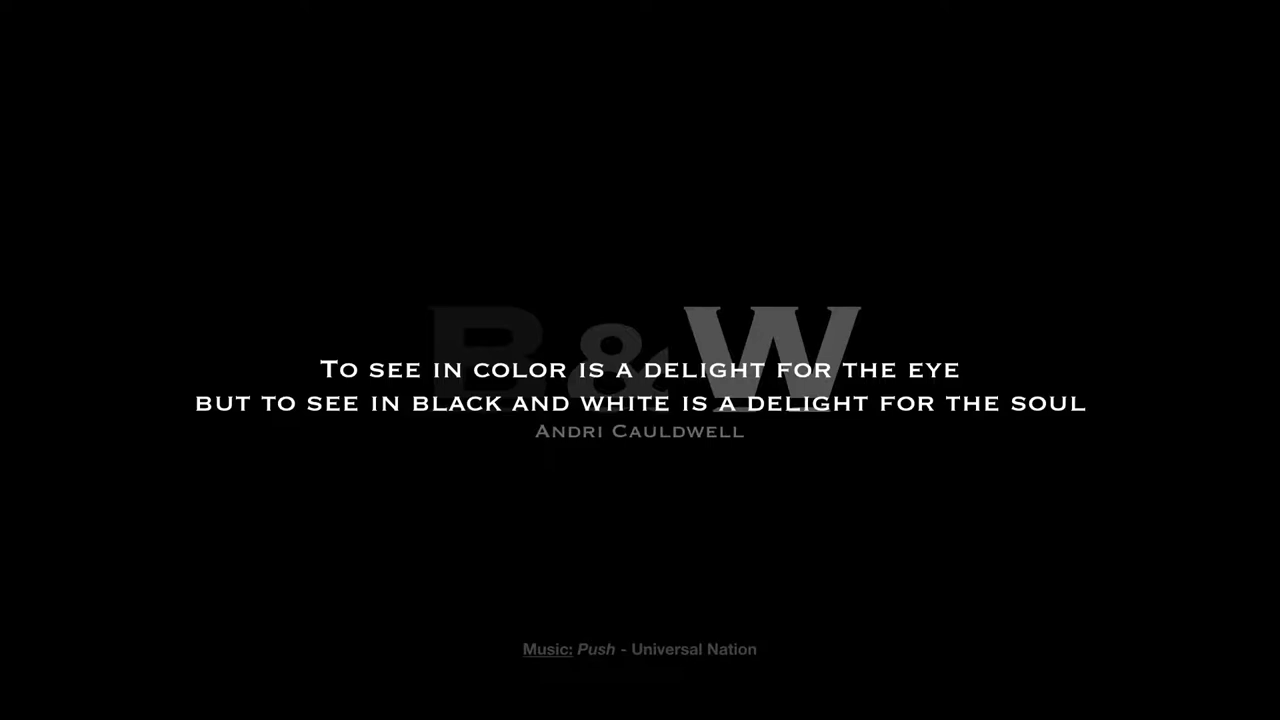 B&W
To see in color is a delight for the eye
but to see in black and white is a delight for the soul
Andri Cauldwell
Music: Push - Universal Nation